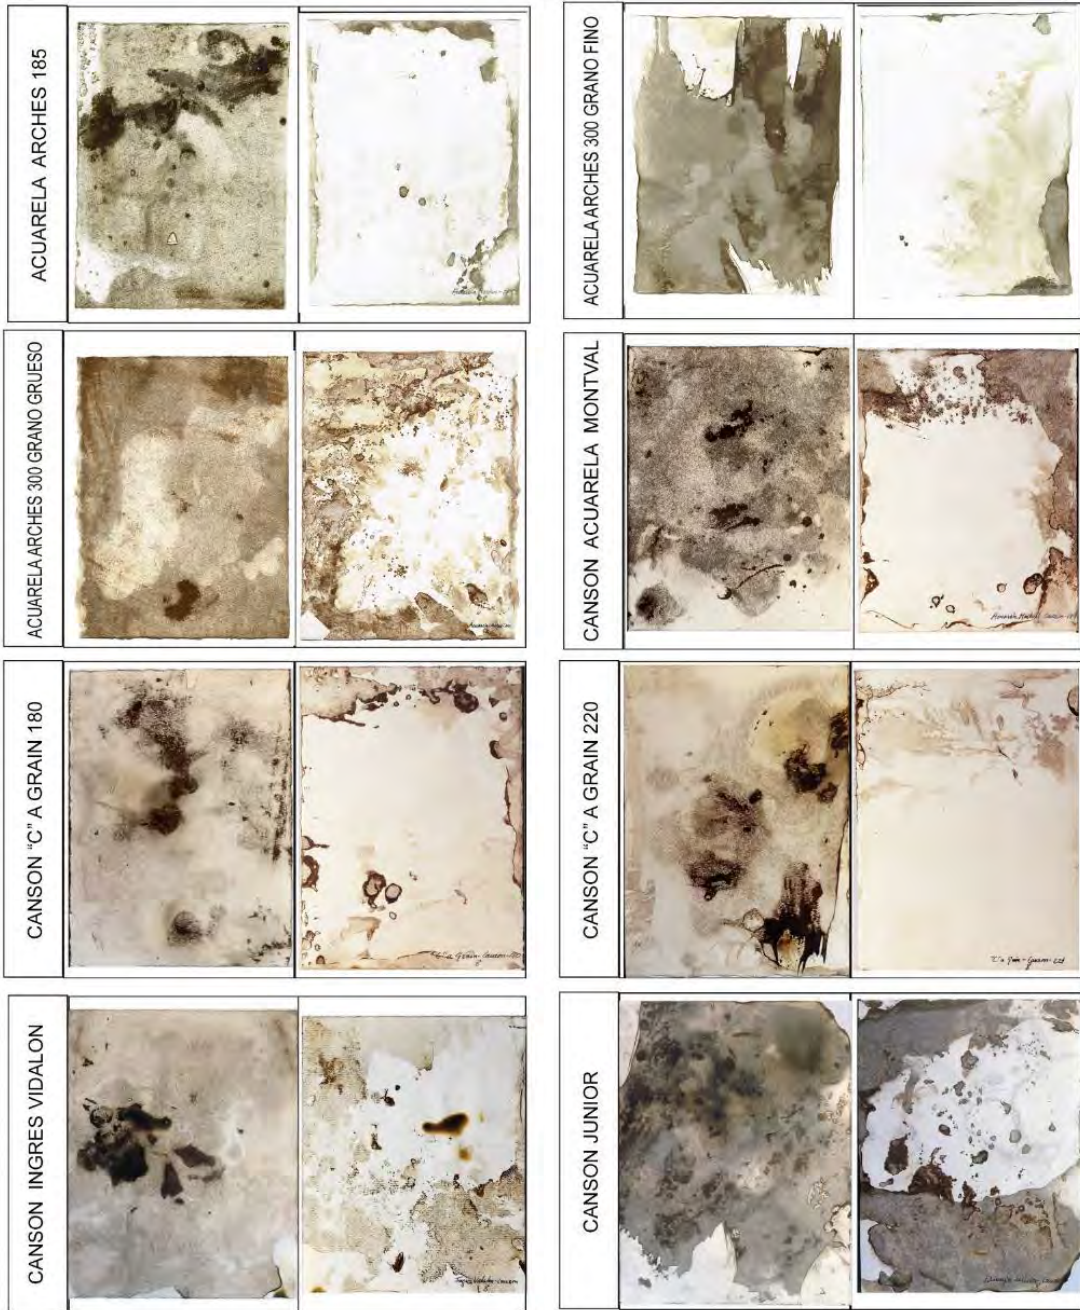 ACUARELA ARCHES 185
ACUARELA ARCHES 300 GRANO FINO
ACUARELA ARCHES 300 GRANO GRUESO
CANSON ACUARELA MONTVAL
CANSON "C" A GRAIN 180
CANSON "C" A GRAIN 220
CANSON INGRES VIDALON
CANSON JUNIOR